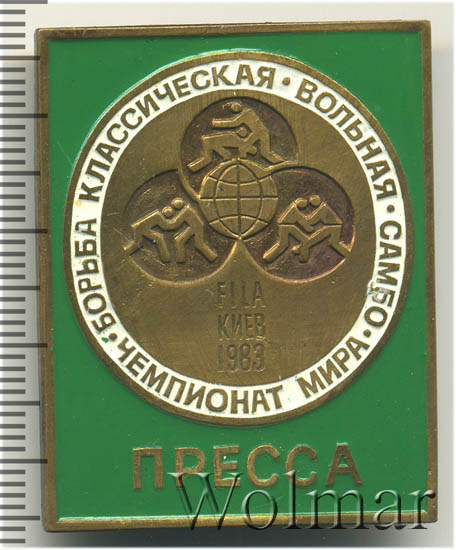 ·БОРЬБА КЛАССИЧЕСКАЯ·ВОЛЬНАЯ·САМБО·
ЧЕМПИОНАТ МИРА
FILA
КИЕВ
1983
ПРЕССА
Wolmar